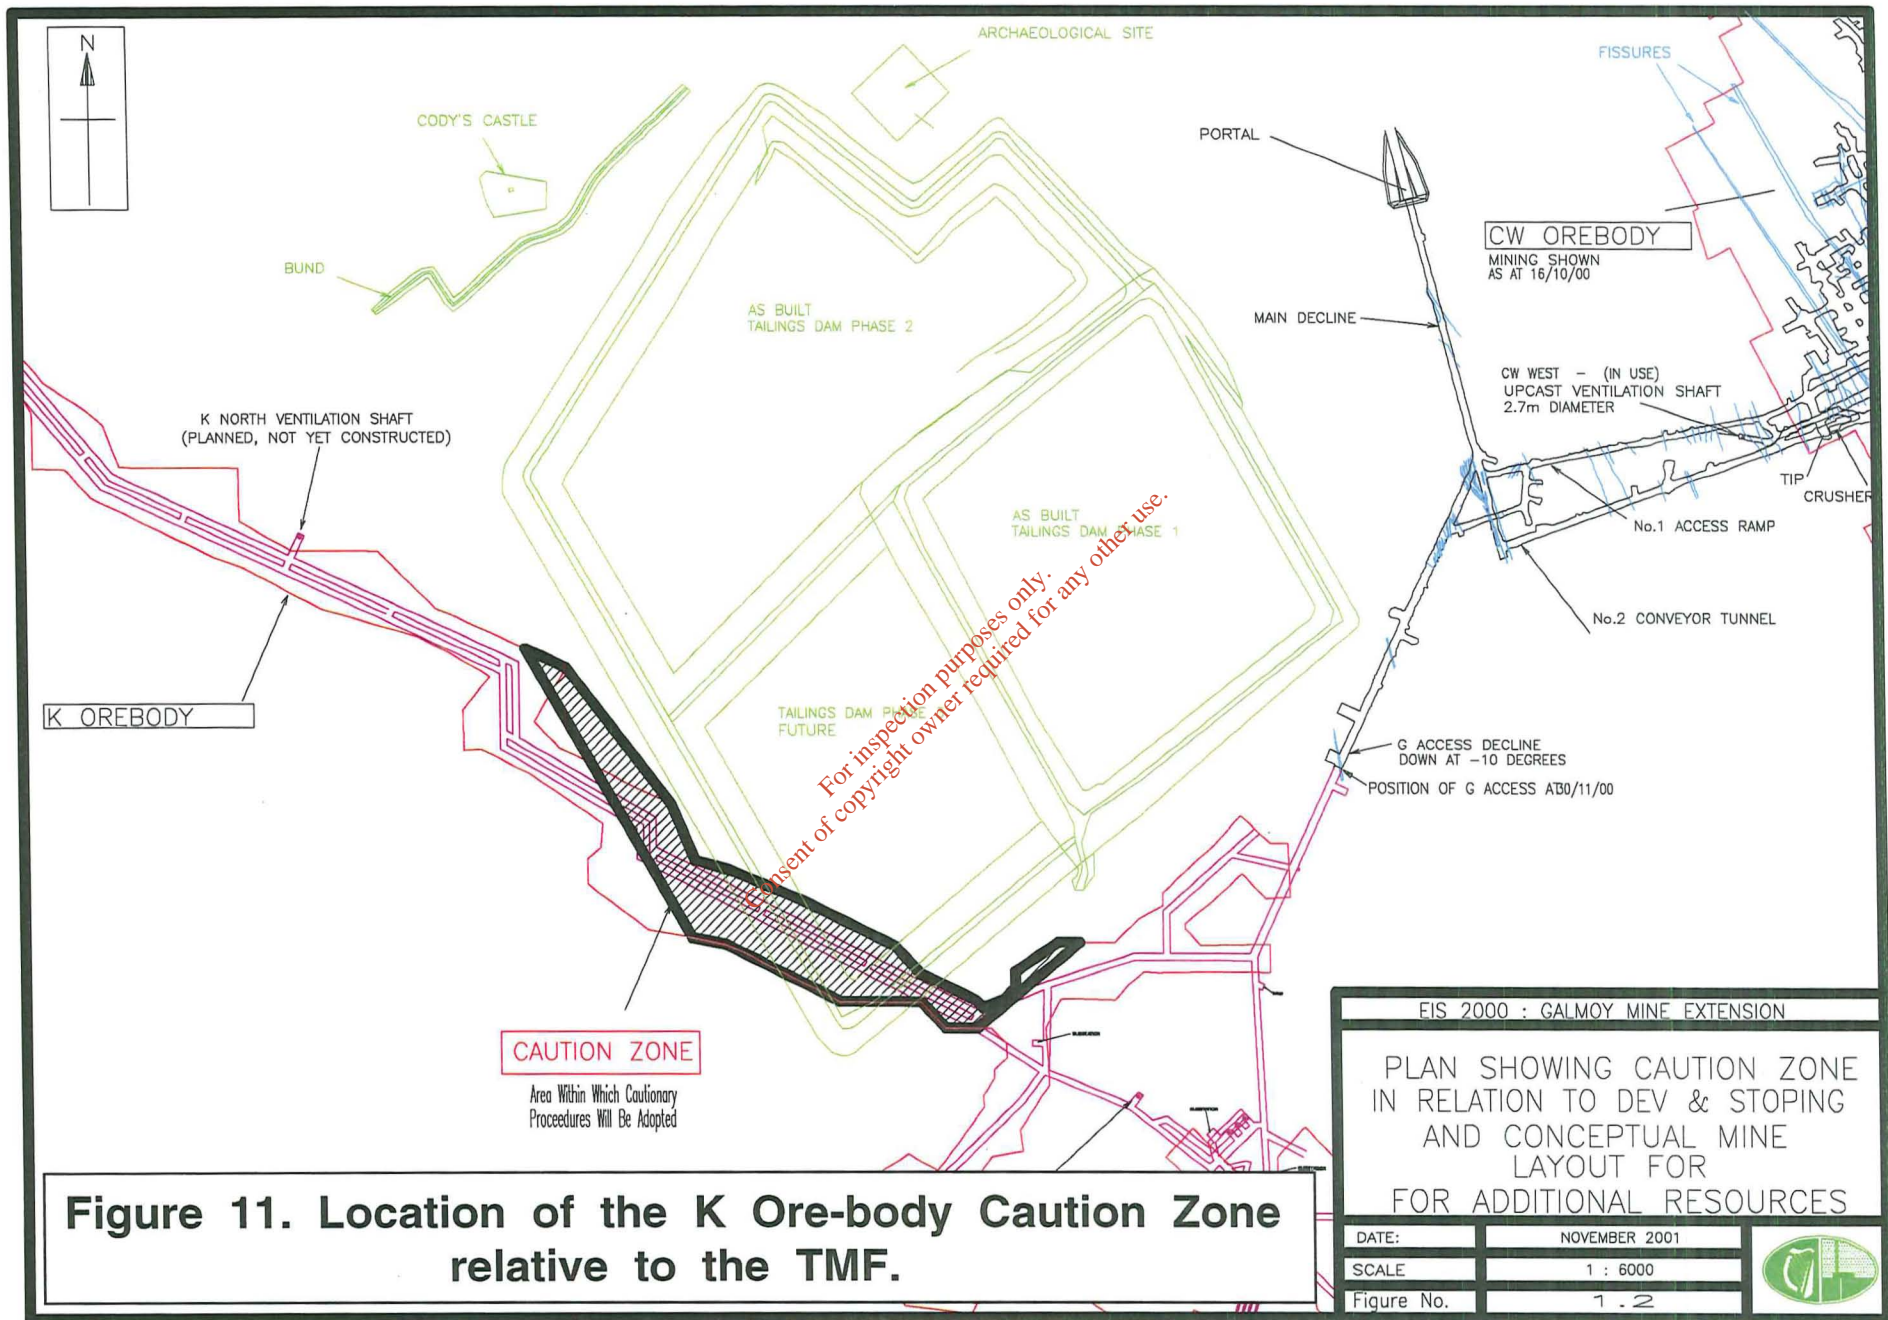 N
ARCHAEOLOGICAL SITE
FISSURES
CODY'S CASTLE
PORTAL
CW OREBODY
MINING SHOWN
AS AT 16/10/00
BUND
AS BUILT
TAILINGS DAM PHASE 2
MAIN DECLINE
CW WEST - (IN USE)
UPCAST VENTILATION SHAFT
2.7m DIAMETER
K NORTH VENTILATION SHAFT
(PLANNED, NOT YET CONSTRUCTED)
TIP
CRUSHER
AS BUILT
TAILINGS DAM PHASE 1
No.1 ACCESS RAMP
No.2 CONVEYOR TUNNEL
K OREBODY
TAILINGS DAM PHASE
FUTURE
For inspection purposes only.
Consent of copyright owner required for any other use.
G ACCESS DECLINE
DOWN AT -10 DEGREES
POSITION OF G ACCESS AT30/11/00
CAUTION ZONE
Area Within Which Cautionary
Proceedures Will Be Adopted
EIS 2000 : GALMOY MINE EXTENSION
PLAN SHOWING CAUTION ZONE
IN RELATION TO DEV & STOPING
AND CONCEPTUAL MINE
LAYOUT FOR
FOR ADDITIONAL RESOURCES
DATE: NOVEMBER 2001
SCALE 1 : 6000
Figure No. 1.2
Figure 11. Location of the K Ore-body Caution Zone
relative to the TMF.